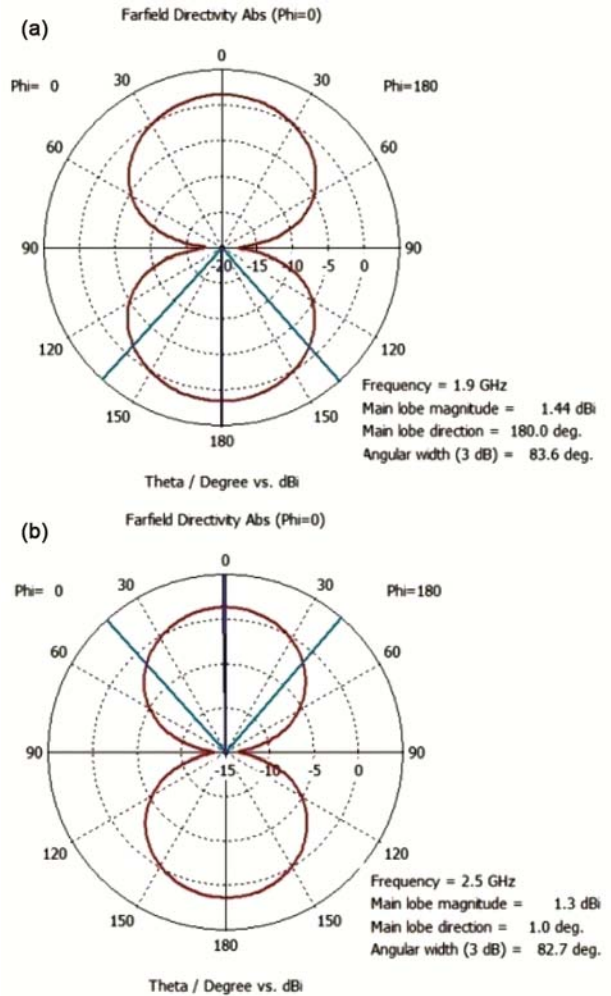 (a)
Farfield Directivity Abs (Phi=0)
0
30 30
Phi= 0 Phi=180
60 60
90 90
-20 -15 -10 -5 0
120 120
150 150
180
Frequency = 1.9 GHz
Main lobe magnitude = 1.44 dBi
Main lobe direction = 180.0 deg.
Angular width (3 dB) = 83.6 deg.
Theta / Degree vs. dBi
(b)
Farfield Directivity Abs (Phi=0)
0
30 30
Phi= 0 Phi=180
60 60
90 90
-15 -10 -5 0
120 120
150 150
180
Frequency = 2.5 GHz
Main lobe magnitude = 1.3 dBi
Main lobe direction = 1.0 deg.
Angular width (3 dB) = 82.7 deg.
Theta / Degree vs. dBi